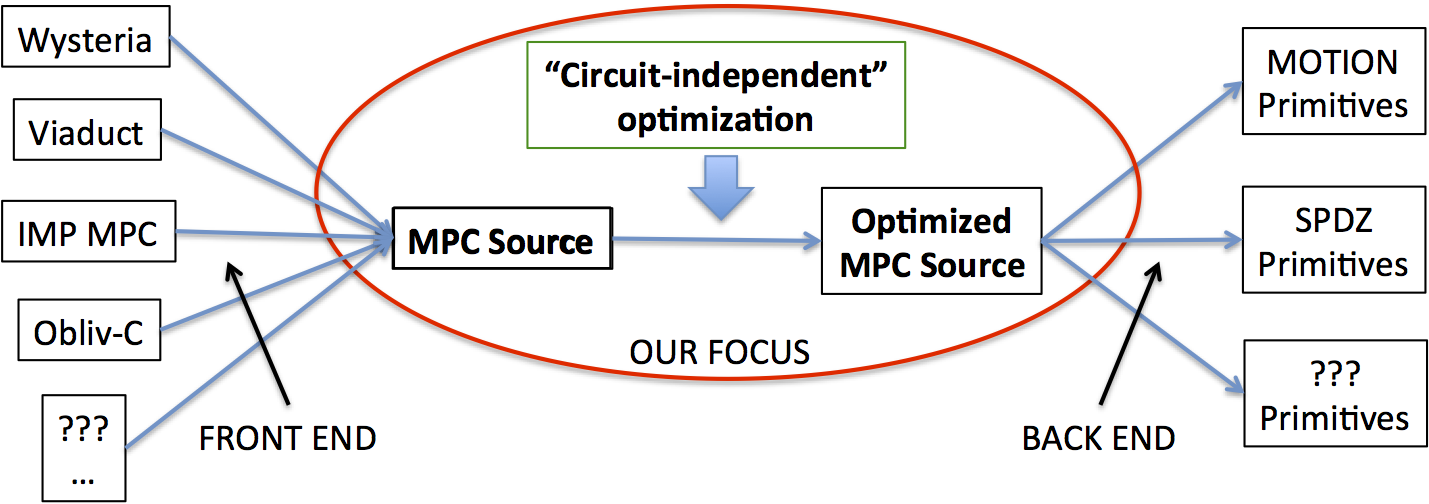 Wysteria
Viaduct
IMP MPC
Obliv-C
???
...
FRONT END
“Circuit-independent”
optimization
MPC Source
Optimized
MPC Source
OUR FOCUS
BACK END
MOTION
Primitives
SPDZ
Primitives
???
Primitives